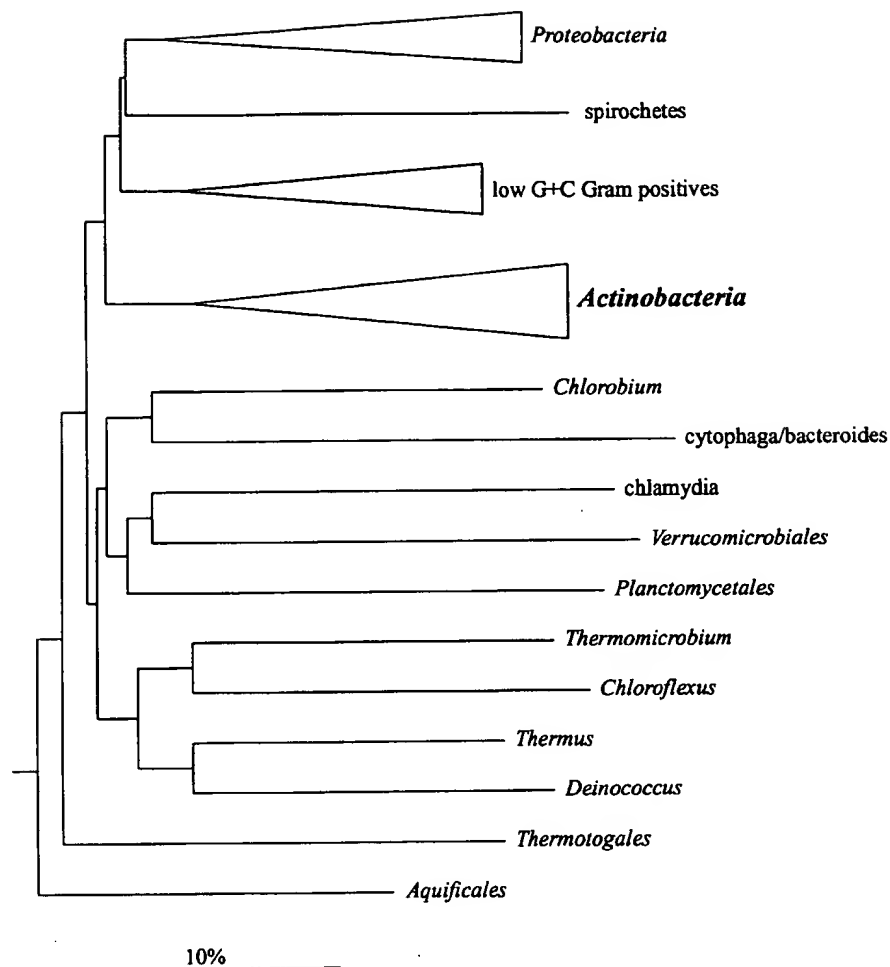 Proteobacteria
spirochetes
low G+C Gram positives
Actinobacteria
Chlorobium
cytophaga/bacteroides
chlamydia
Verrucomicrobiales
Planctomycetales
Thermomicrobium
Chloroflexus
Thermus
Deinococcus
Thermotogales
Aquificales
10%